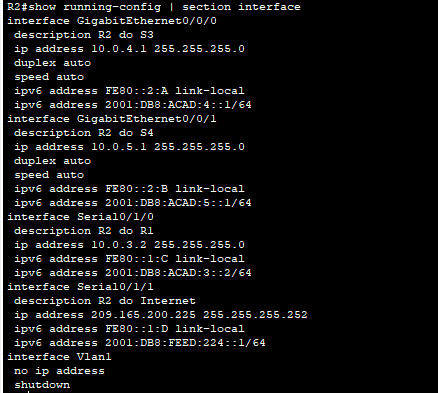 R2#show running-config | section interface
interface GigabitEthernet0/0/0
description R2 do S3
ip address 10.0.4.1 255.255.255.0
duplex auto
speed auto
ipv6 address FE80::2:A link-local
ipv6 address 2001:DB8:ACAD:4::1/64
interface GigabitEthernet0/0/1
description R2 do S4
ip address 10.0.5.1 255.255.255.0
duplex auto
speed auto
ipv6 address FE80::2:B link-local
ipv6 address 2001:DB8:ACAD:5::1/64
interface Serial0/1/0
description R2 do R1
ip address 10.0.3.2 255.255.255.0
ipv6 address FE80::1:C link-local
ipv6 address 2001:DB8:ACAD:3::2/64
interface Serial0/1/1
description R2 do Internet
ip address 209.165.200.225 255.255.255.252
ipv6 address FE80::1:D link-local
ipv6 address 2001:DB8:FEED:224::1/64
interface Vlan1
no ip address
shutdown